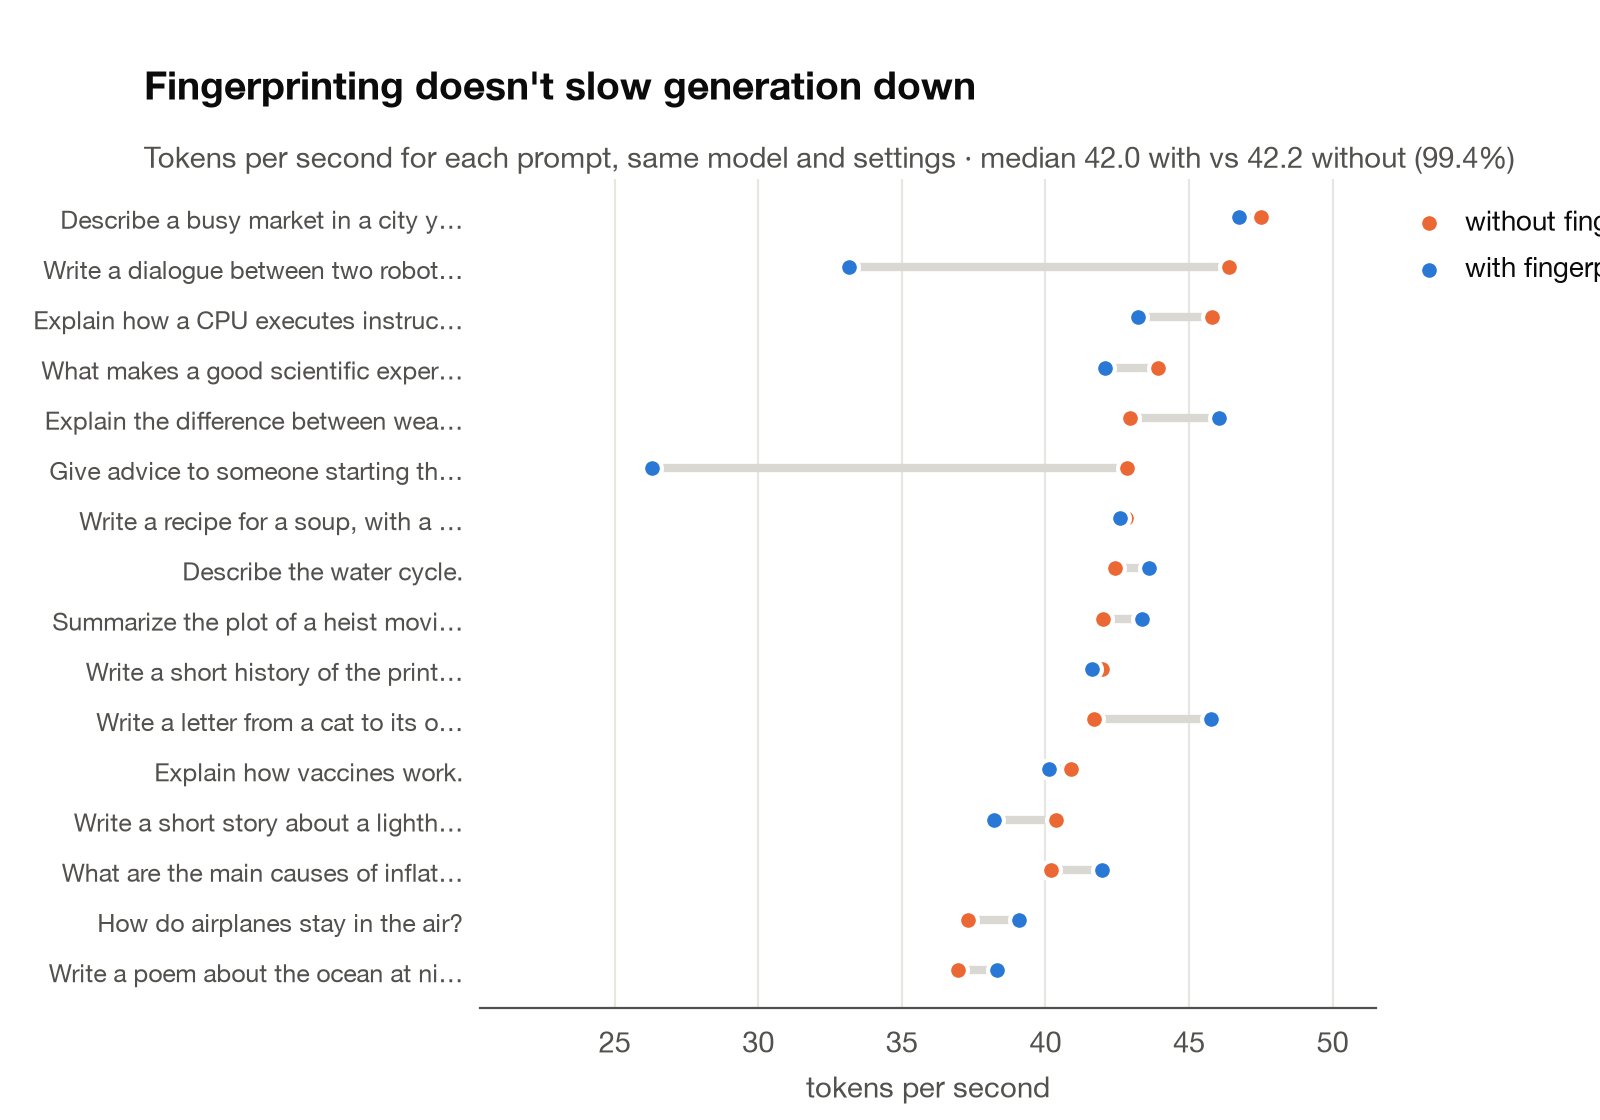 Fingerprinting doesn't slow generation down
Tokens per second for each prompt, same model and settings · median 42.0 with vs 42.2 without (99.4%)
Describe a busy market in a city y…
Write a dialogue between two robot…
Explain how a CPU executes instruc…
What makes a good scientific exper…
Explain the difference between wea…
Give advice to someone starting th…
Write a recipe for a soup, with a …
Describe the water cycle.
Summarize the plot of a heist movi…
Write a short history of the print…
Write a letter from a cat to its o…
Explain how vaccines work.
Write a short story about a lighth…
What are the main causes of inflat…
How do airplanes stay in the air?
Write a poem about the ocean at ni…
without fing
with fingerp
25 30 35 40 45 50
tokens per second